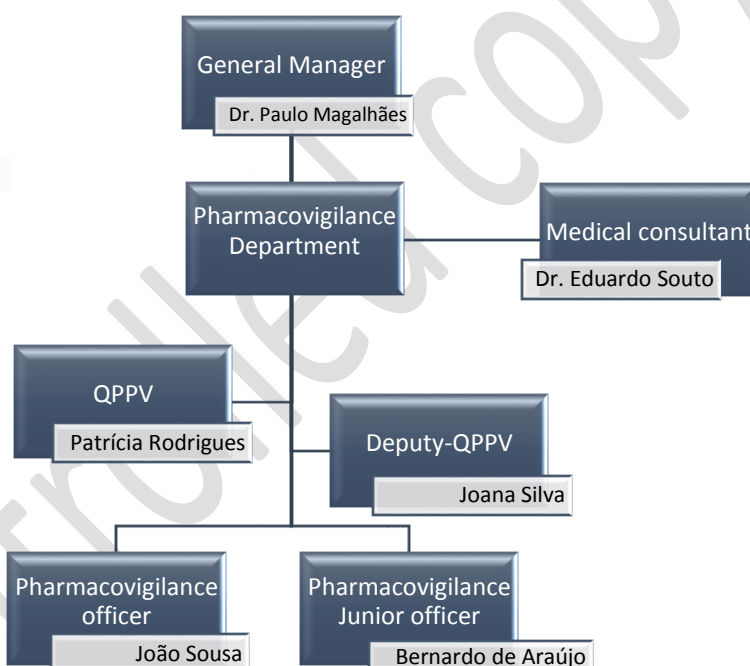 General Manager
Dr. Paulo Magalhães
Pharmacovigilance
Department
Medical consultant
Dr. Eduardo Souto
QPPV
Patrícia Rodrigues
Deputy-QPPV
Joana Silva
Pharmacovigilance
officer
João Sousa
Pharmacovigilance
Junior officer
Bernardo de Araújo